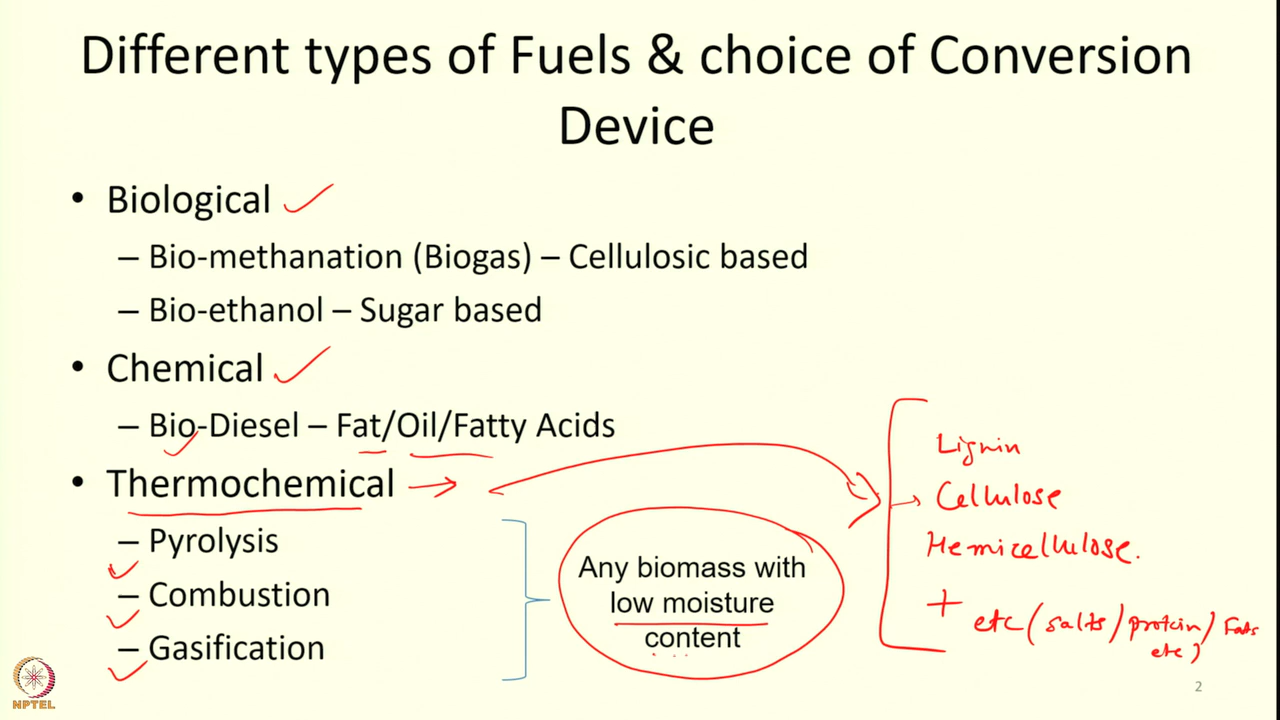 Different types of Fuels & choice of Conversion
Device
• Biological
– Bio-methanation (Biogas) – Cellulosic based
– Bio-ethanol – Sugar based
• Chemical
– Bio-Diesel – Fat/Oil/Fatty Acids
• Thermochemical
– Pyrolysis
– Combustion
– Gasification
Any biomass with
low moisture
content
Lignin
Cellulose
Hemicellulose.
+ etc (salts/protein/Fats
etc)
NPTEL
2